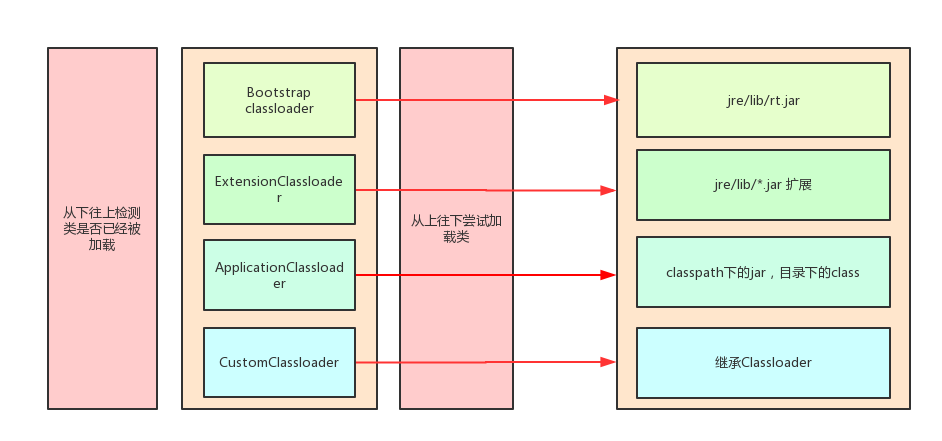 从下往上检测
类是否已经被
加载
Bootstrap
classloader
ExtensionClassloade
r
ApplicationClassload
er
CustomClassloader
从上往下尝试加
载类
jre/lib/rt.jar
jre/lib/*.jar 扩展
classpath下的jar，目录下的class
继承Classloader